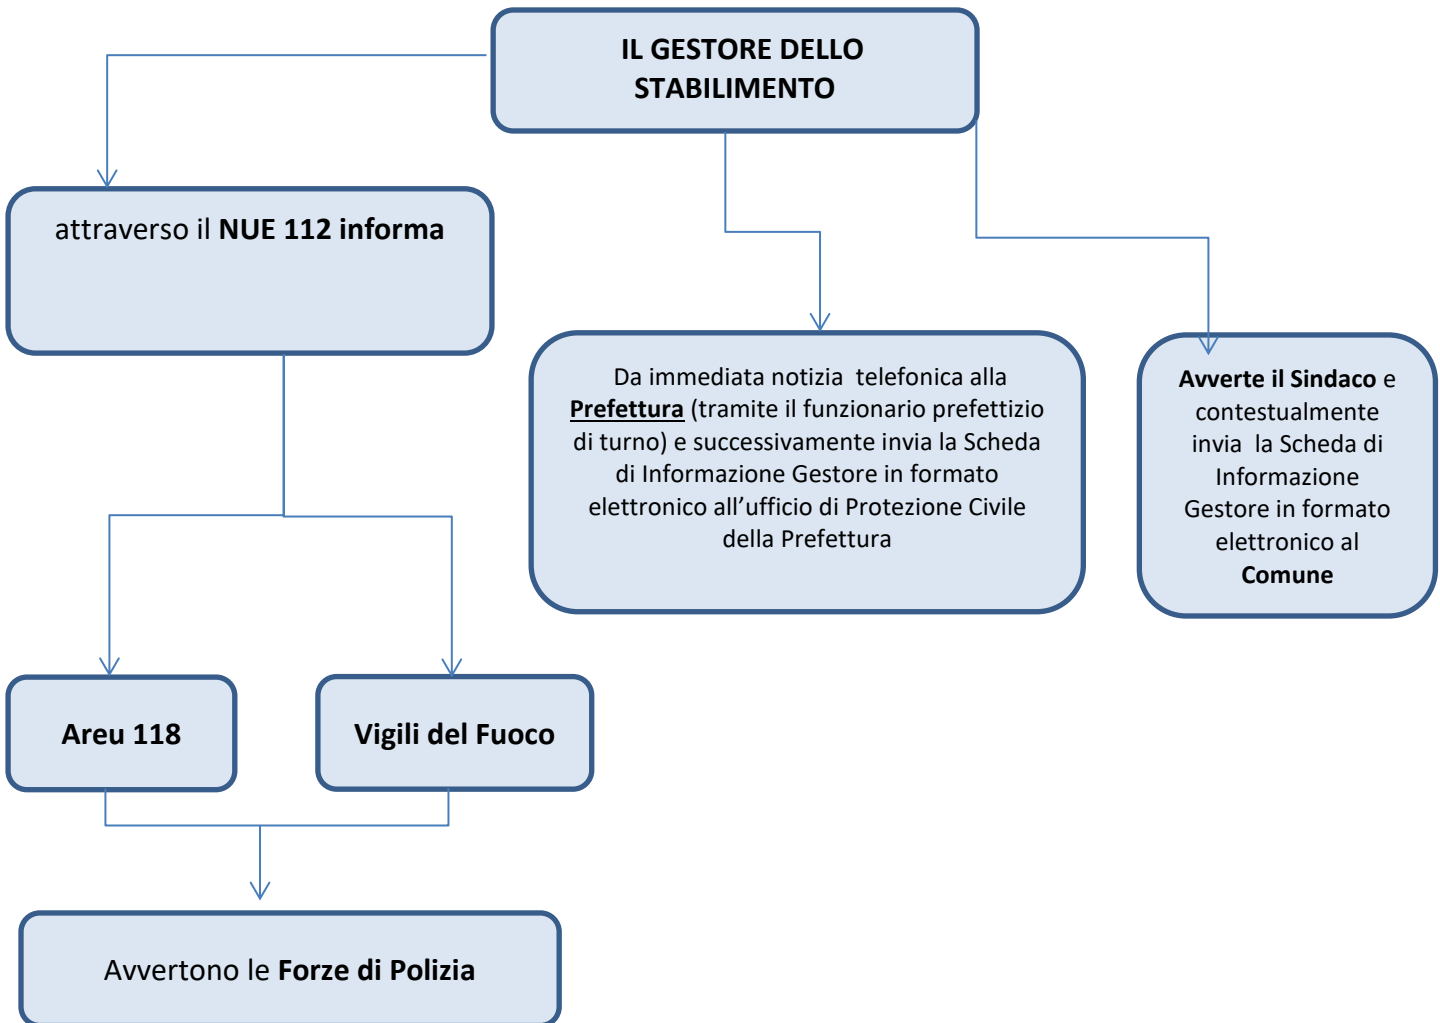 IL GESTORE DELLO
STABILIMENTO
attraverso il NUE 112 informa
Da immediata notizia telefonica alla
Prefettura (tramite il funzionario prefettizio
di turno) e successivamente invia la Scheda
di Informazione Gestore in formato
elettronico all’ufficio di Protezione Civile
della Prefettura
Avverte il Sindaco e
contestualmente
invia la Scheda di
Informazione
Gestore in formato
elettronico al
Comune
Areu 118
Vigili del Fuoco
Avvertono le Forze di Polizia